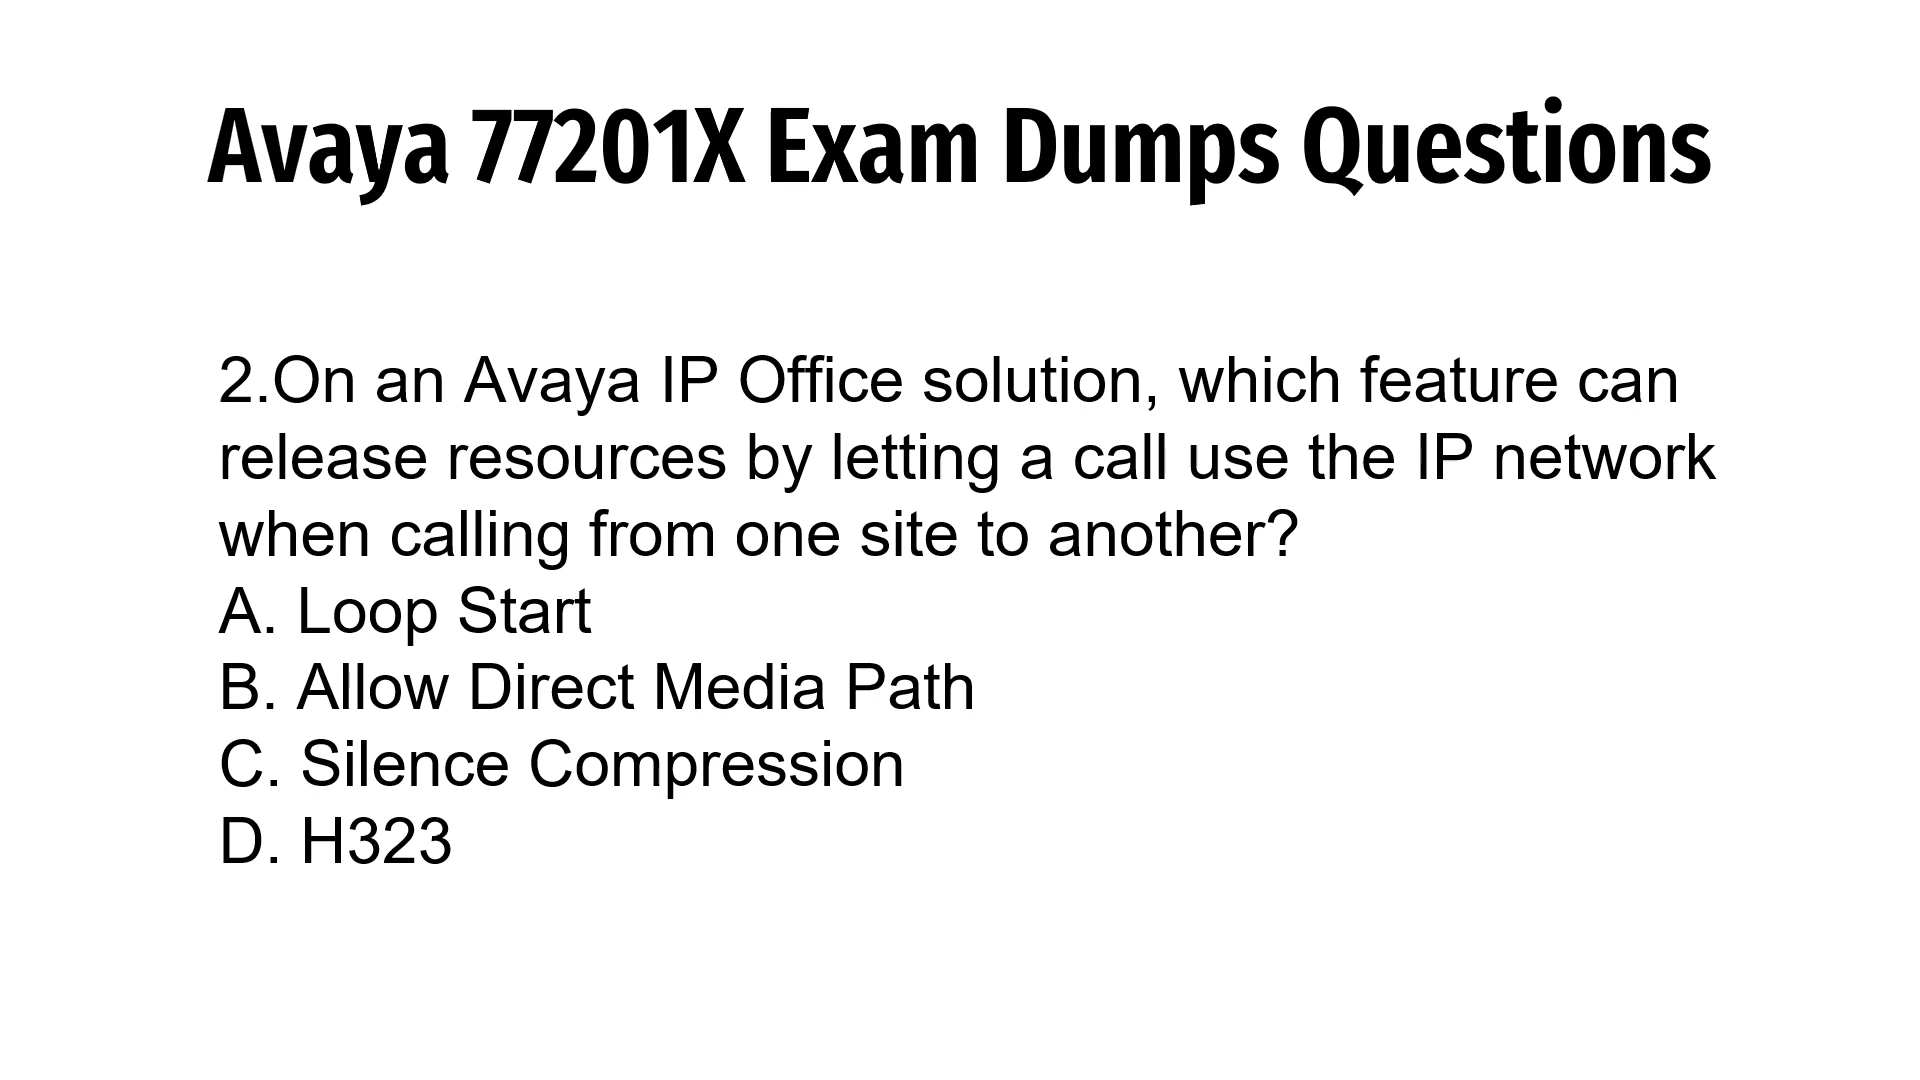 Avaya 77201X Exam Dumps Questions
2.On an Avaya IP Office solution, which feature can
release resources by letting a call use the IP network
when calling from one site to another?
A. Loop Start
B. Allow Direct Media Path
C. Silence Compression
D. H323